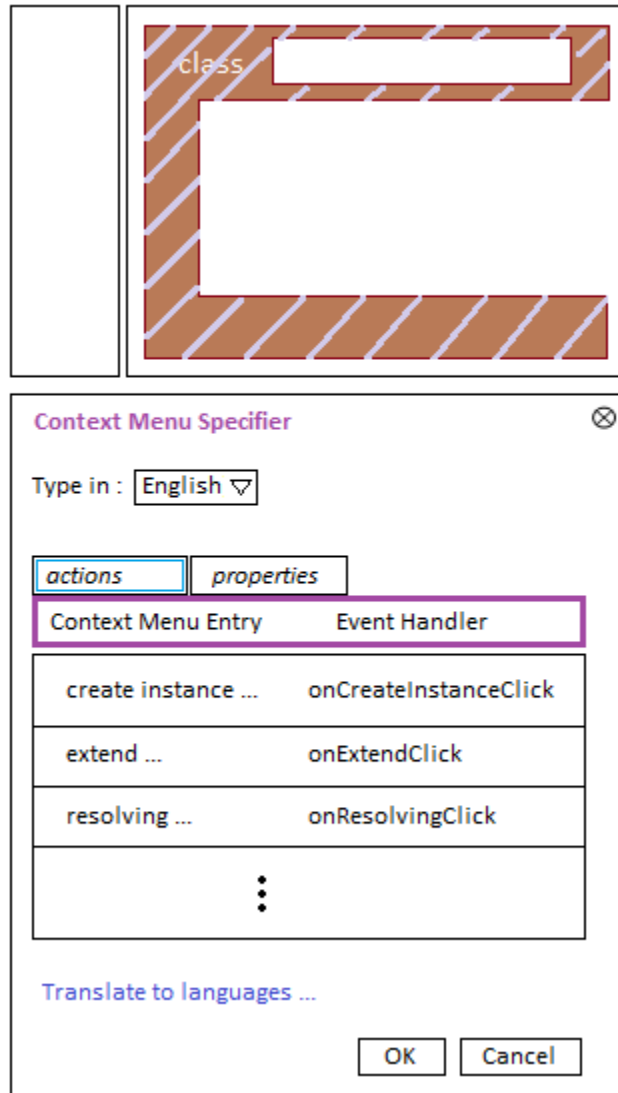 class
Context Menu Specifier
Type in : English
actions properties
Context Menu Entry Event Handler
create instance ... onCreateInstanceClick
extend ... onExtendClick
resolving ... onResolvingClick
Translate to languages ...
OK Cancel